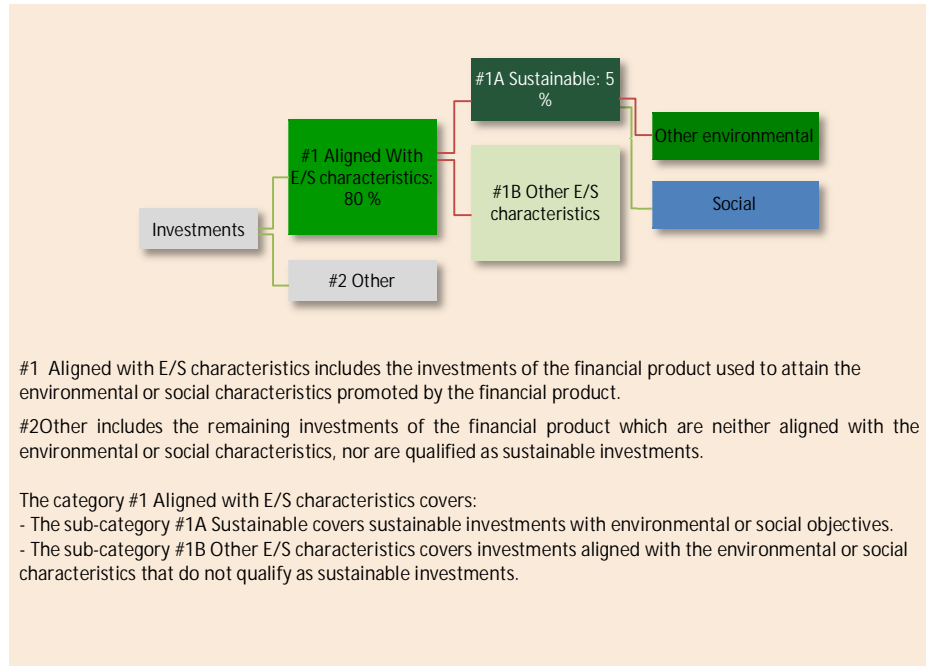 #1A Sustainable: 5
%
Other environmental
#1 Aligned With
E/S characteristics:
80 %
#1B Other E/S
characteristics
Social
Investments
#2 Other
#1 Aligned with E/S characteristics includes the investments of the financial product used to attain the
environmental or social characteristics promoted by the financial product.
#2Other includes the remaining investments of the financial product which are neither aligned with the
environmental or social characteristics, nor are qualified as sustainable investments.
The category #1 Aligned with E/S characteristics covers:
- The sub-category #1A Sustainable covers sustainable investments with environmental or social objectives.
- The sub-category #1B Other E/S characteristics covers investments aligned with the environmental or social
characteristics that do not qualify as sustainable investments.